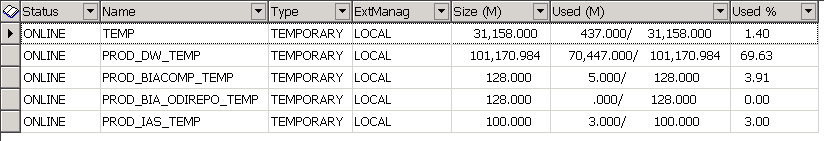 Status Name Type ExtManag Size (M) Used (M) Used %
ONLINE TEMP TEMPORARY LOCAL 31,158.000 437.000/ 31,158.000 1.40
ONLINE PROD_DW_TEMP TEMPORARY LOCAL 101,170.984 70,447.000/ 101,170.984 69.63
ONLINE PROD_BIACOMP_TEMP TEMPORARY LOCAL 128.000 5.000/ 128.000 3.91
ONLINE PROD_BIA_ODIREPO_TEMP TEMPORARY LOCAL 128.000 .000/ 128.000 0.00
ONLINE PROD_IAS_TEMP TEMPORARY LOCAL 100.000 3.000/ 100.000 3.00